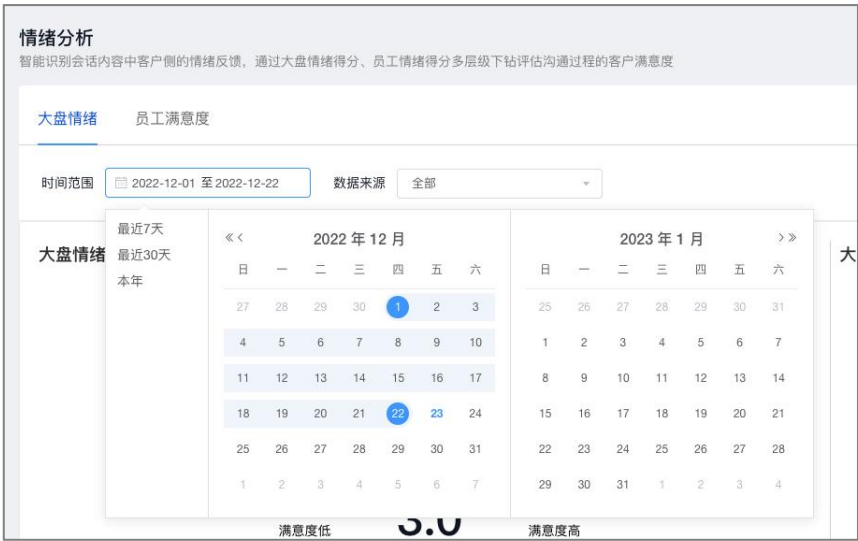 情绪分析
智能识别会话内容中客户侧的情绪反馈，通过大盘情绪得分、员工情绪得分多层级下钻评估沟通过程的客户满意度
大盘情绪 员工满意度
时间范围 2022-12-01 至 2022-12-22 数据来源 全部
最近7天
最近30天
本年
大盘情绪
2022 年 12 月
日 一 二 三 四 五 六
27 28 29 30 1 2 3
4 5 6 7 8 9 10
11 12 13 14 15 16 17
18 19 20 21 22 23 24
25 26 27 28 29 30 31
1 2 3 4 5 6 7
2023 年 1 月
日 一 二 三 四 五 六
25 26 27 28 29 30 31
1 2 3 4 5 6 7
8 9 10 11 12 13 14
15 16 17 18 19 20 21
22 23 24 25 26 27 28
29 30 31 1 2 3 4
大
满意度低 3.0 满意度高